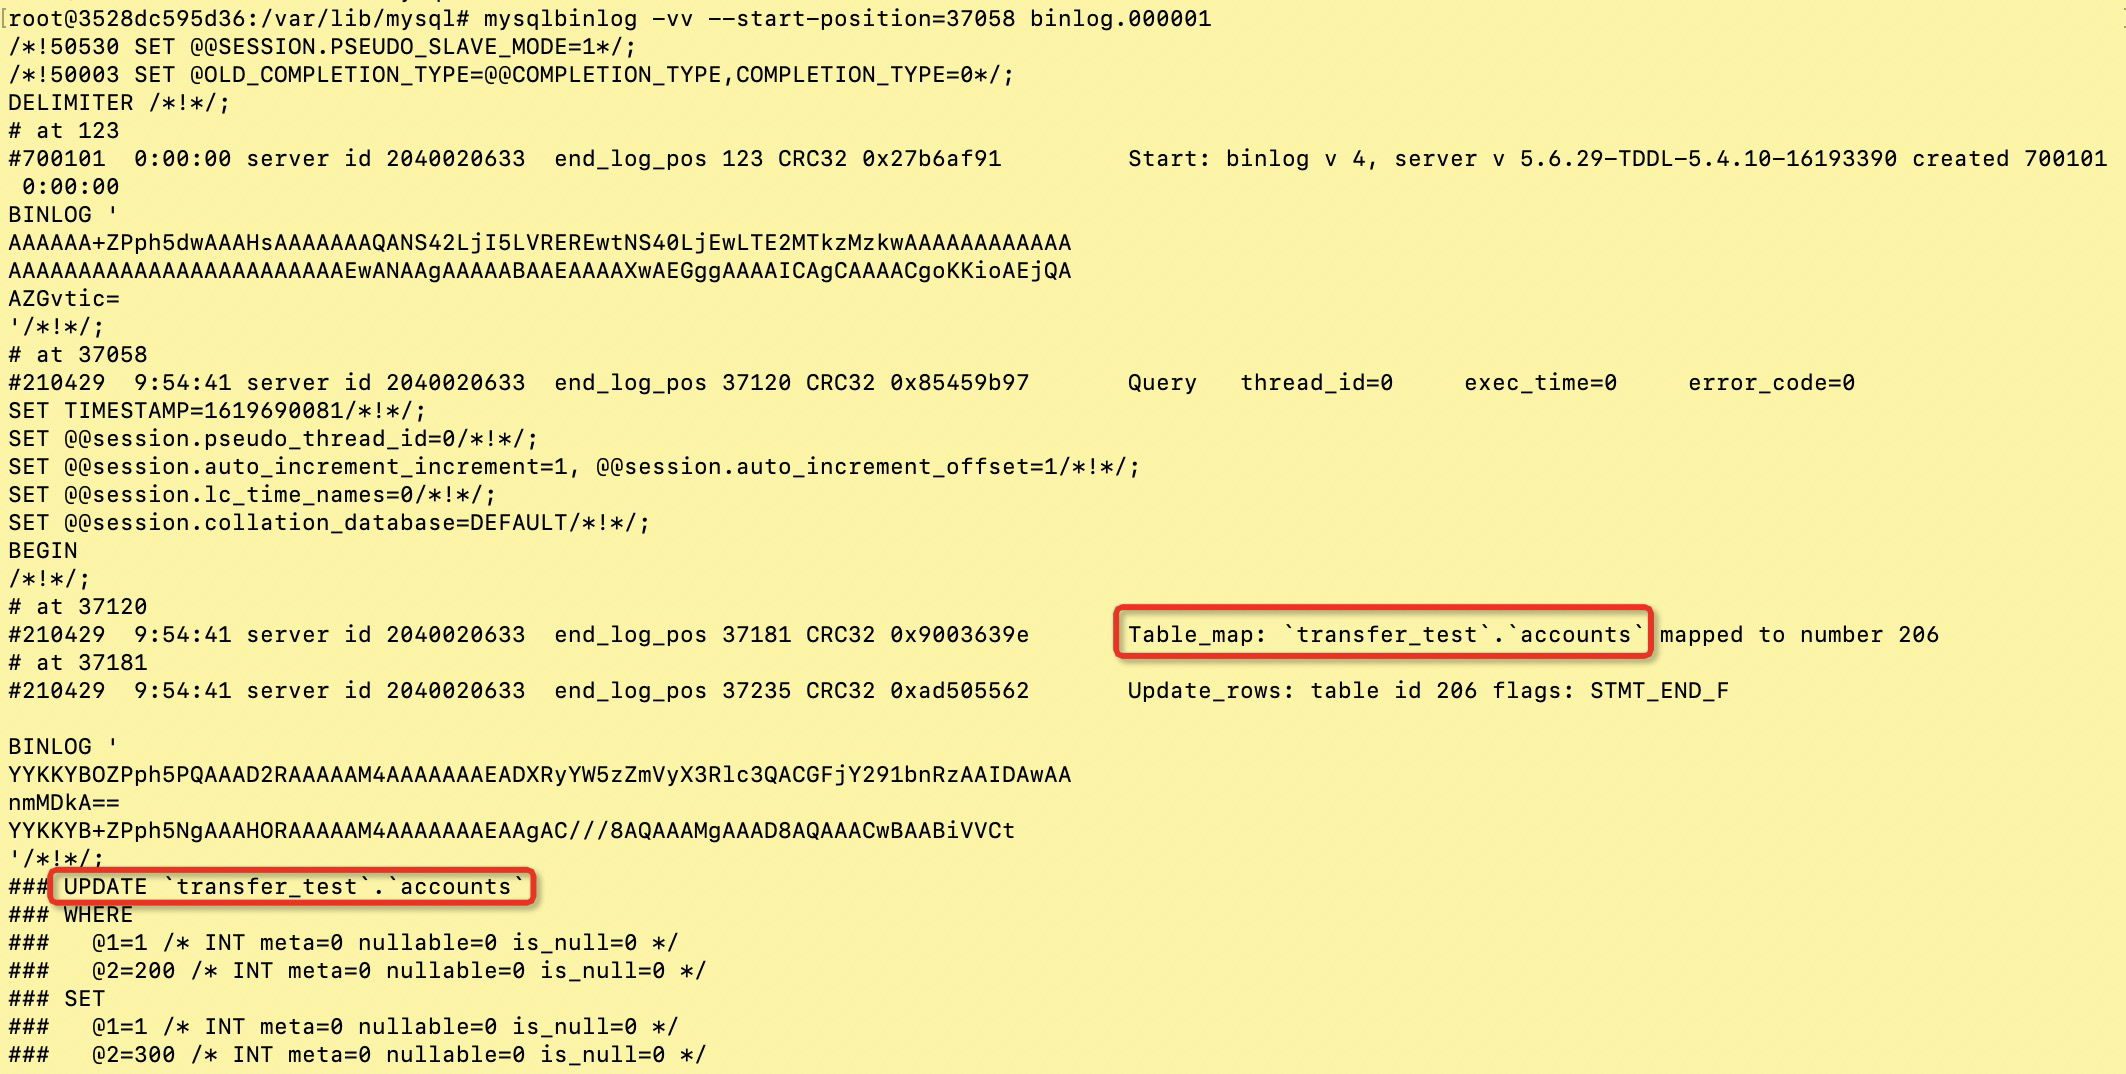 [root@3528dc595d36:/var/lib/mysql# mysqlbinlog -vv --start-position=37058 binlog.000001
/*!50530 SET @@SESSION.PSEUDO_SLAVE_MODE=1*/;
/*!50003 SET @OLD_COMPLETION_TYPE=@@COMPLETION_TYPE,COMPLETION_TYPE=0*/;
DELIMITER /*!*/;
# at 123
#700101  0:00:00 server id 2040020633  end_log_pos 123 CRC32 0x27b6af91         Start: binlog v 4, server v 5.6.29-TDDL-5.4.10-16193390 created 700101
 0:00:00
BINLOG '
AAAAAA+ZPph5dwAAAHsAAAAAAAQANS42LjI5LVREREwtNS40LjEwLTE2MTkzMzkwAAAAAAAAAAAA
AAAAAAAAAAAAAAAAAAAAAAAAEwANAAgAAAAABAAEAAAAXwAEGggAAAAICAgCAAAACgoKKioAEjQA
AZGvtic=
'/*!*/;
# at 37058
#210429  9:54:41 server id 2040020633  end_log_pos 37120 CRC32 0x85459b97       Query   thread_id=0     exec_time=0     error_code=0
SET TIMESTAMP=1619690081/*!*/;
SET @@session.pseudo_thread_id=0/*!*/;
SET @@session.auto_increment_increment=1, @@session.auto_increment_offset=1/*!*/;
SET @@session.lc_time_names=0/*!*/;
SET @@session.collation_database=DEFAULT/*!*/;
BEGIN
/*!*/;
# at 37120
#210429  9:54:41 server id 2040020633  end_log_pos 37181 CRC32 0x9003639e       Table_map: `transfer_test`.`accounts` mapped to number 206
# at 37181
#210429  9:54:41 server id 2040020633  end_log_pos 37235 CRC32 0xad505562       Update_rows: table id 206 flags: STMT_END_F
BINLOG '
YYKKYBOZPph5PQAAAD2RAAAAAM4AAAAAAAEADXRyYW5zZmVyX3Rlc3QACGFjY291bnRzAAIDAwAA
nmMDkA==
YYKKYB+ZPph5NgAAAHORAAAAAM4AAAAAAAEAAgAC///8AQAAAMgAAAD8AQAAACwBAABiVVCt
'/*!*/;
### UPDATE `transfer_test`.`accounts`
### WHERE
###   @1=1 /* INT meta=0 nullable=0 is_null=0 */
###   @2=200 /* INT meta=0 nullable=0 is_null=0 */
### SET
###   @1=1 /* INT meta=0 nullable=0 is_null=0 */
###   @2=300 /* INT meta=0 nullable=0 is_null=0 */